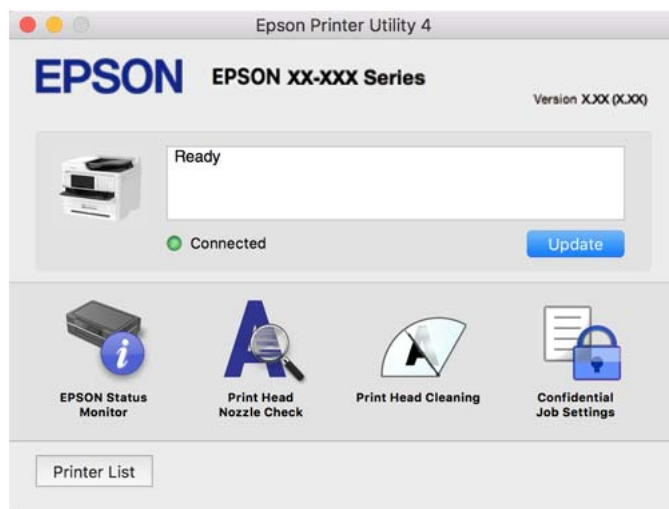 Epson Printer Utility 4
EPSON
EPSON XX-XXX Series
Version X.XX (X.XX)
Ready
Connected
Update
EPSON Status
Monitor
Print Head
Nozzle Check
Print Head Cleaning
Confidential
Job Settings
Printer List